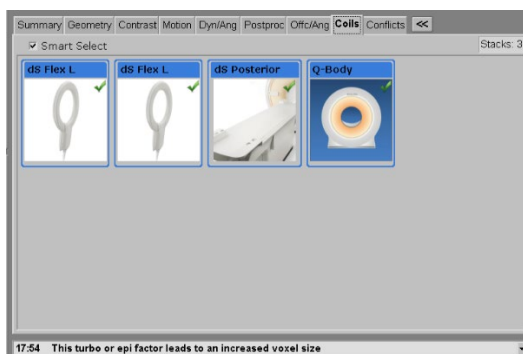 Summary Geometry Contrast Motion Dyn/Ang Postproc Offc/Ang Coils Conflicts <<
Smart Select Stacks: 3
dS Flex L dS Flex L dS Posterior Q-Body
17:54 This turbo or epi factor leads to an increased voxel size